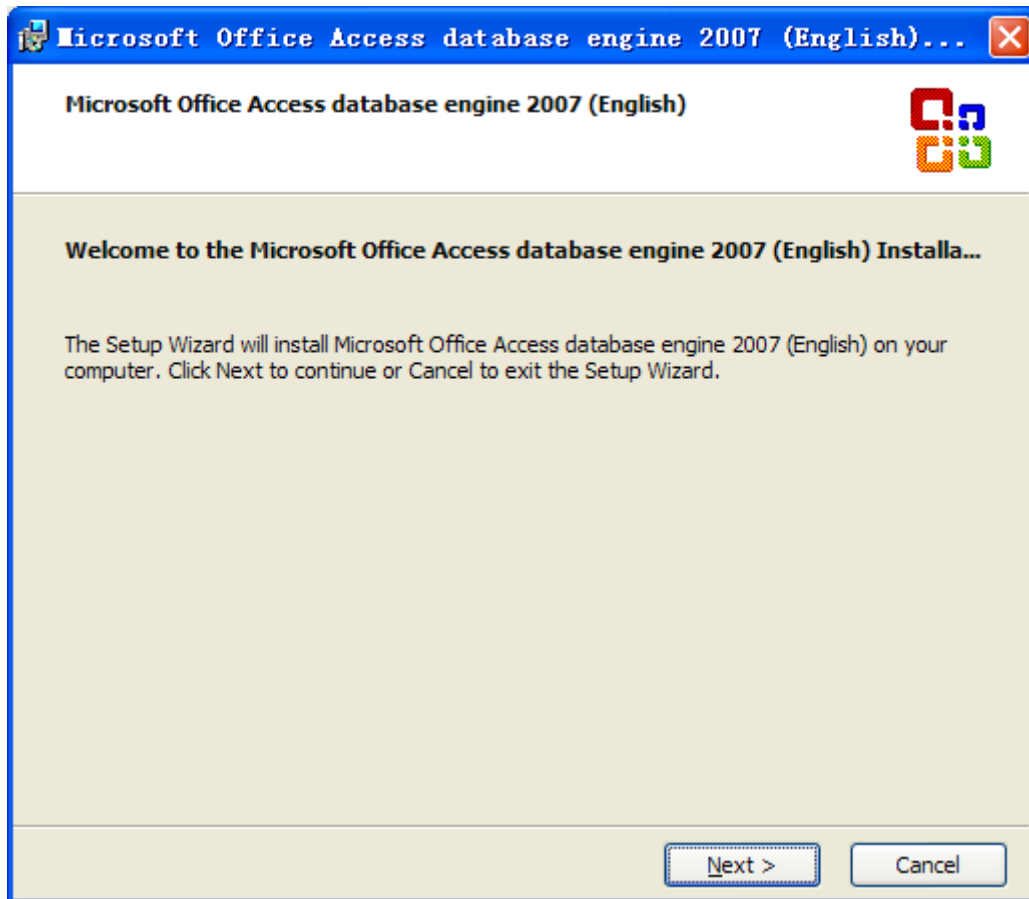 Microsoft Office Access database engine 2007 (English)...
Microsoft Office Access database engine 2007 (English)
Welcome to the Microsoft Office Access database engine 2007 (English) Installa...
The Setup Wizard will install Microsoft Office Access database engine 2007 (English) on your
computer. Click Next to continue or Cancel to exit the Setup Wizard.
Next >
Cancel